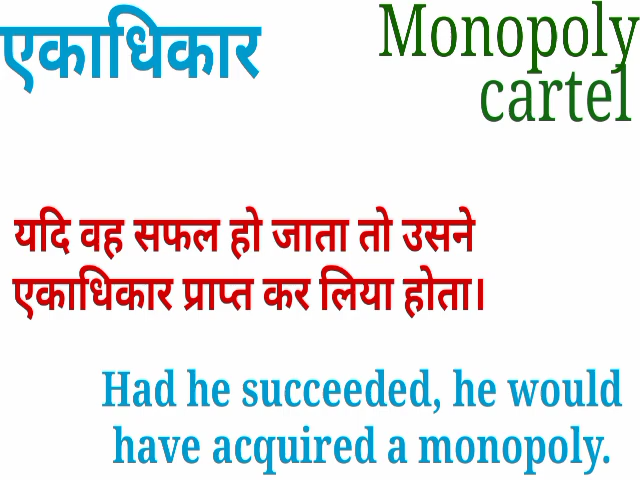 एकाधिकार
Monopoly
cartel
यदि वह सफल हो जाता तो उसने
एकाधिकार प्राप्त कर लिया होता।
Had he succeeded, he would
have acquired a monopoly.